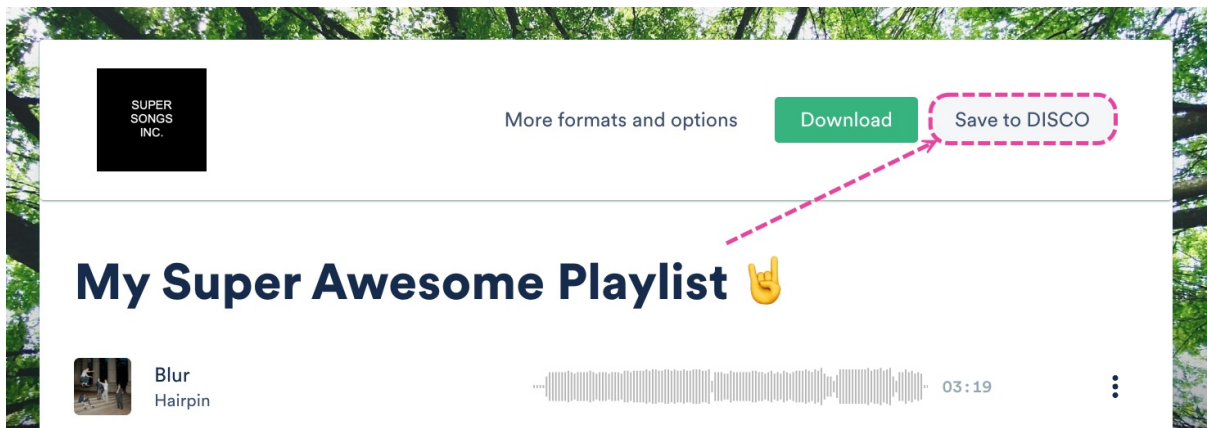 SUPER
SONGS
INC.
More formats and options
Download
Save to DISCO
My Super Awesome Playlist 🤘
Blur
Hairpin
03:19